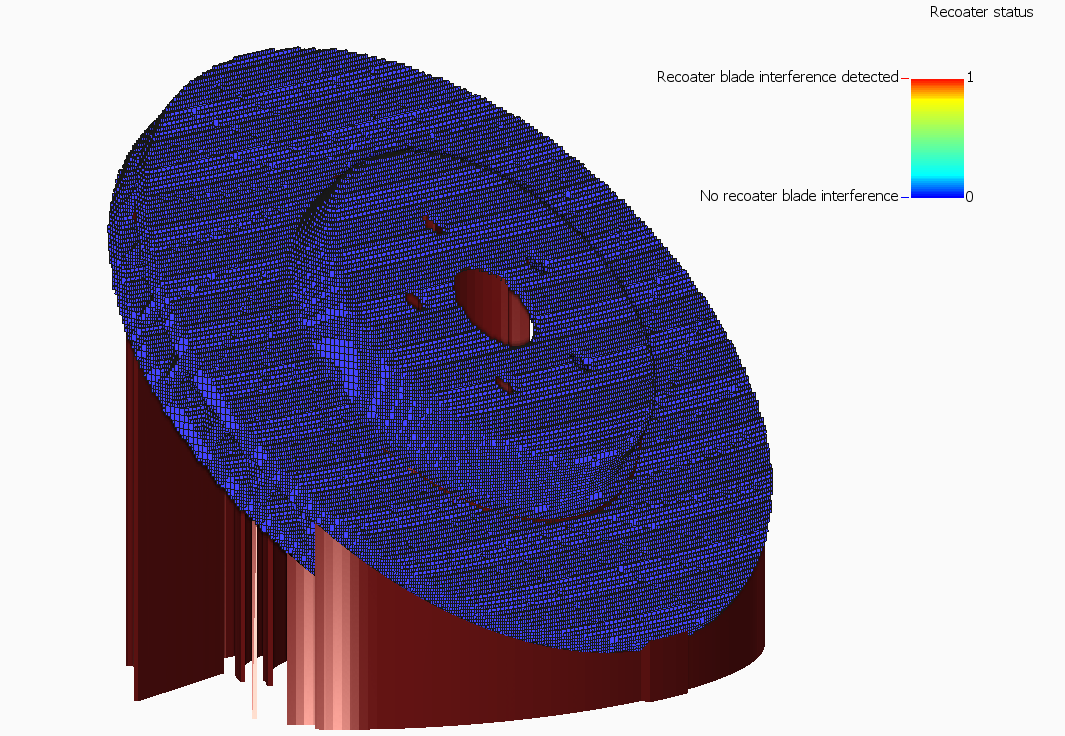 Recoater status
Recoater blade interference detected 1
No recoater blade interference 0